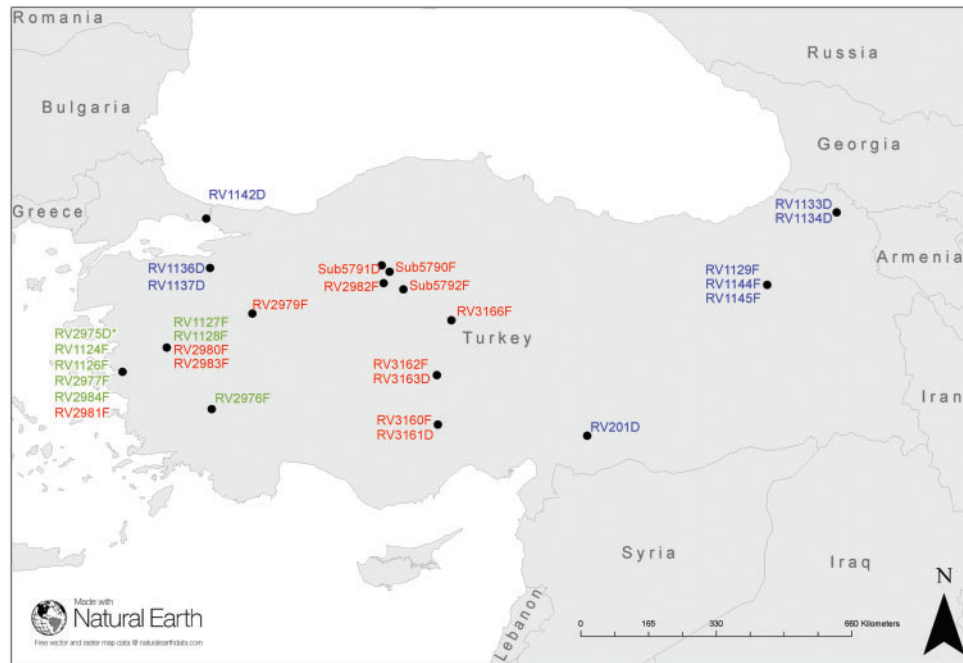 Romania
Russia
Bulgaria
Georgia
RV1142D
Greece
RV1133D
RV1134D
Armenia
RV1136D
RV1137D
Sub5791D
Sub5790F
RV2982F
Sub5792F
RV1129F
RV1144F
RV1145F
RV2979F
RV3166F
RV1127F
RV1128F
RV2980F
RV2983F
Turkey
RV2975D*
RV1124F
RV1126F
RV2977F
RV2984F
RV2981F
RV3162F
RV3163D
RV2976F
Iran
RV3160F
RV3161D
RV201D
Syria
Iraq
Lebanon
N
Made with
Natural Earth
Free vector and raster map data @ naturalearthdata.com
0 165 330 660 Kilometers